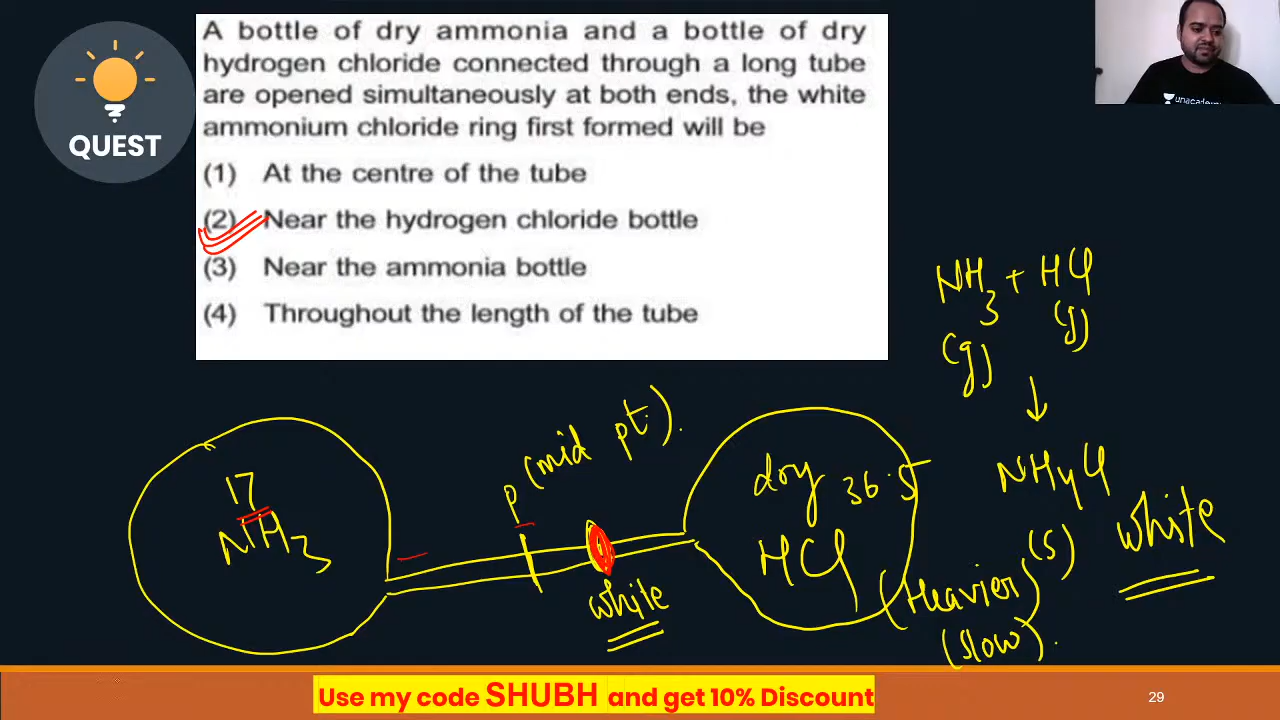 QUEST
A bottle of dry ammonia and a bottle of dry
hydrogen chloride connected through a long tube
are opened simultaneously at both ends, the white
ammonium chloride ring first formed will be
(1) At the centre of the tube
(2) Near the hydrogen chloride bottle
(3) Near the ammonia bottle
(4) Throughout the length of the tube
unacademy
NH3 + HCl
(g) (g)
↓
NH4Cl
(s)
white
17
NH3
P (mid pt.)
white
dry 36.5
HCl
(Heavier)
(slow).
Use my code SHUBH and get 10% Discount
29